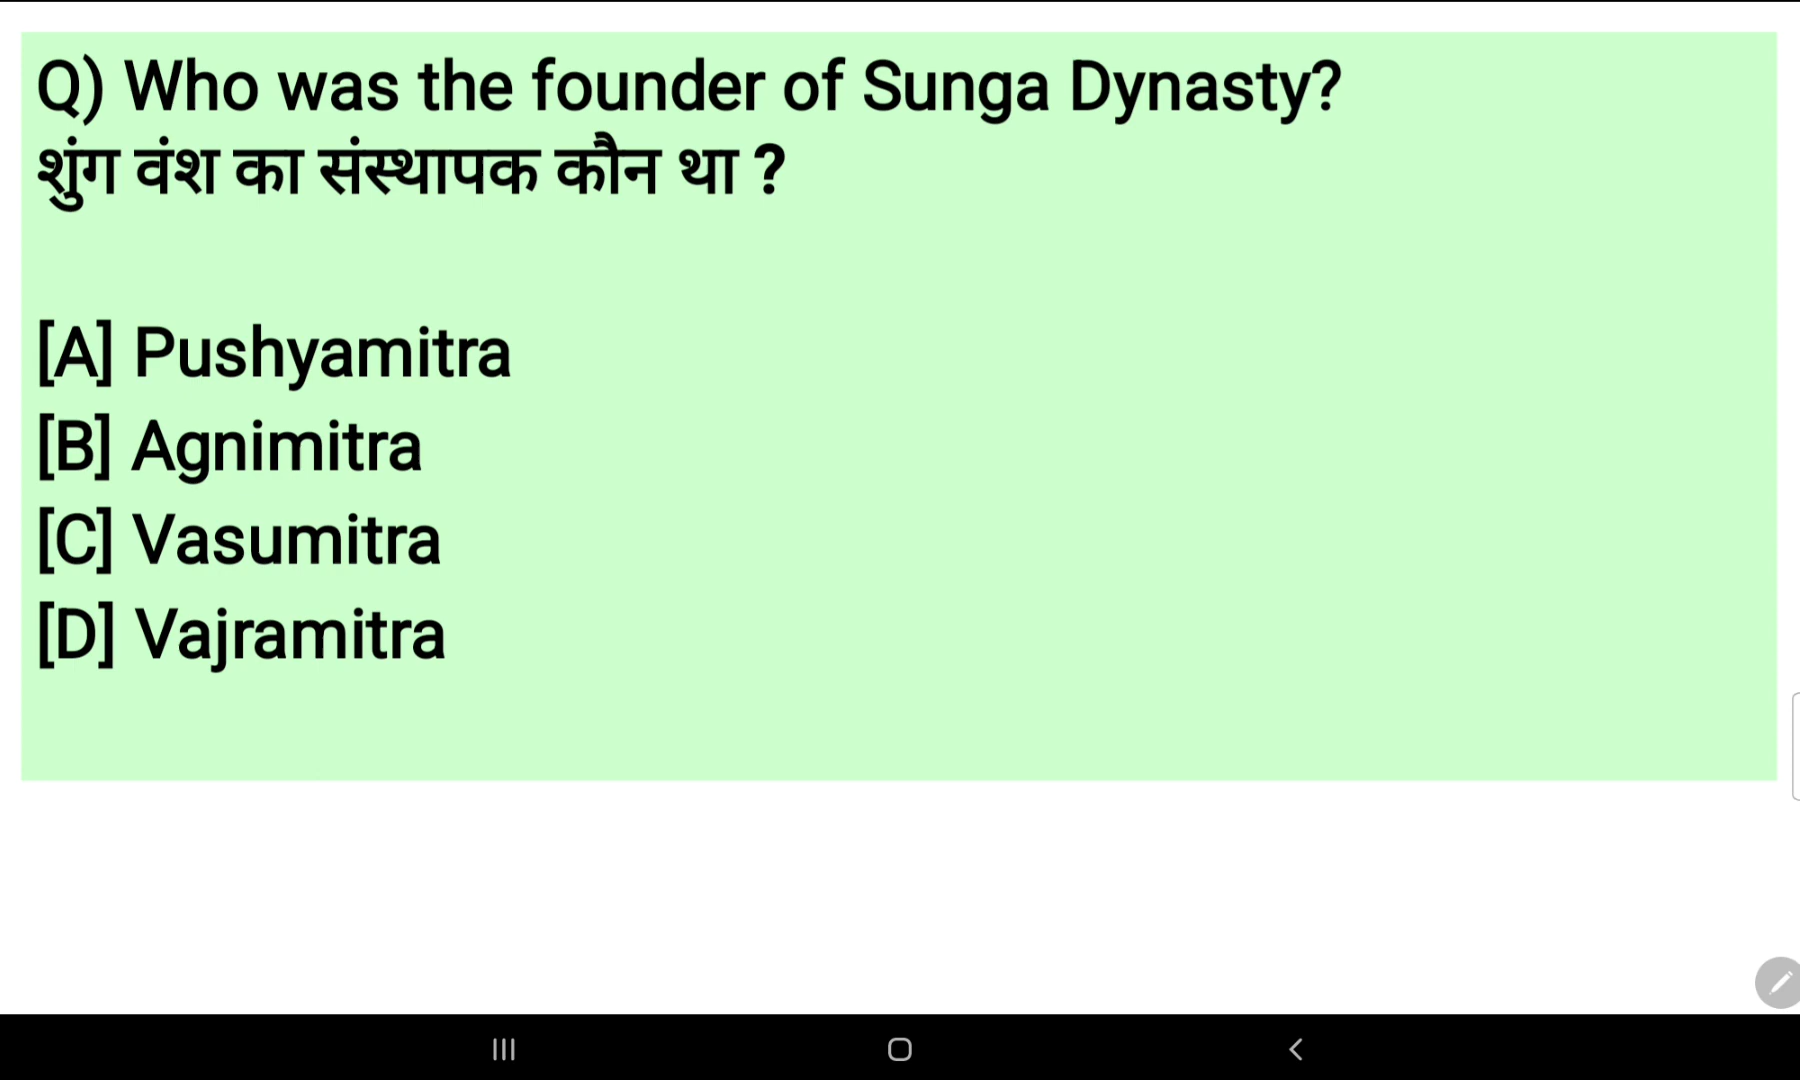 Q) Who was the founder of Sunga Dynasty?
शुंग वंश का संस्थापक कौन था ?
[A] Pushyamitra
[B] Agnimitra
[C] Vasumitra
[D] Vajramitra